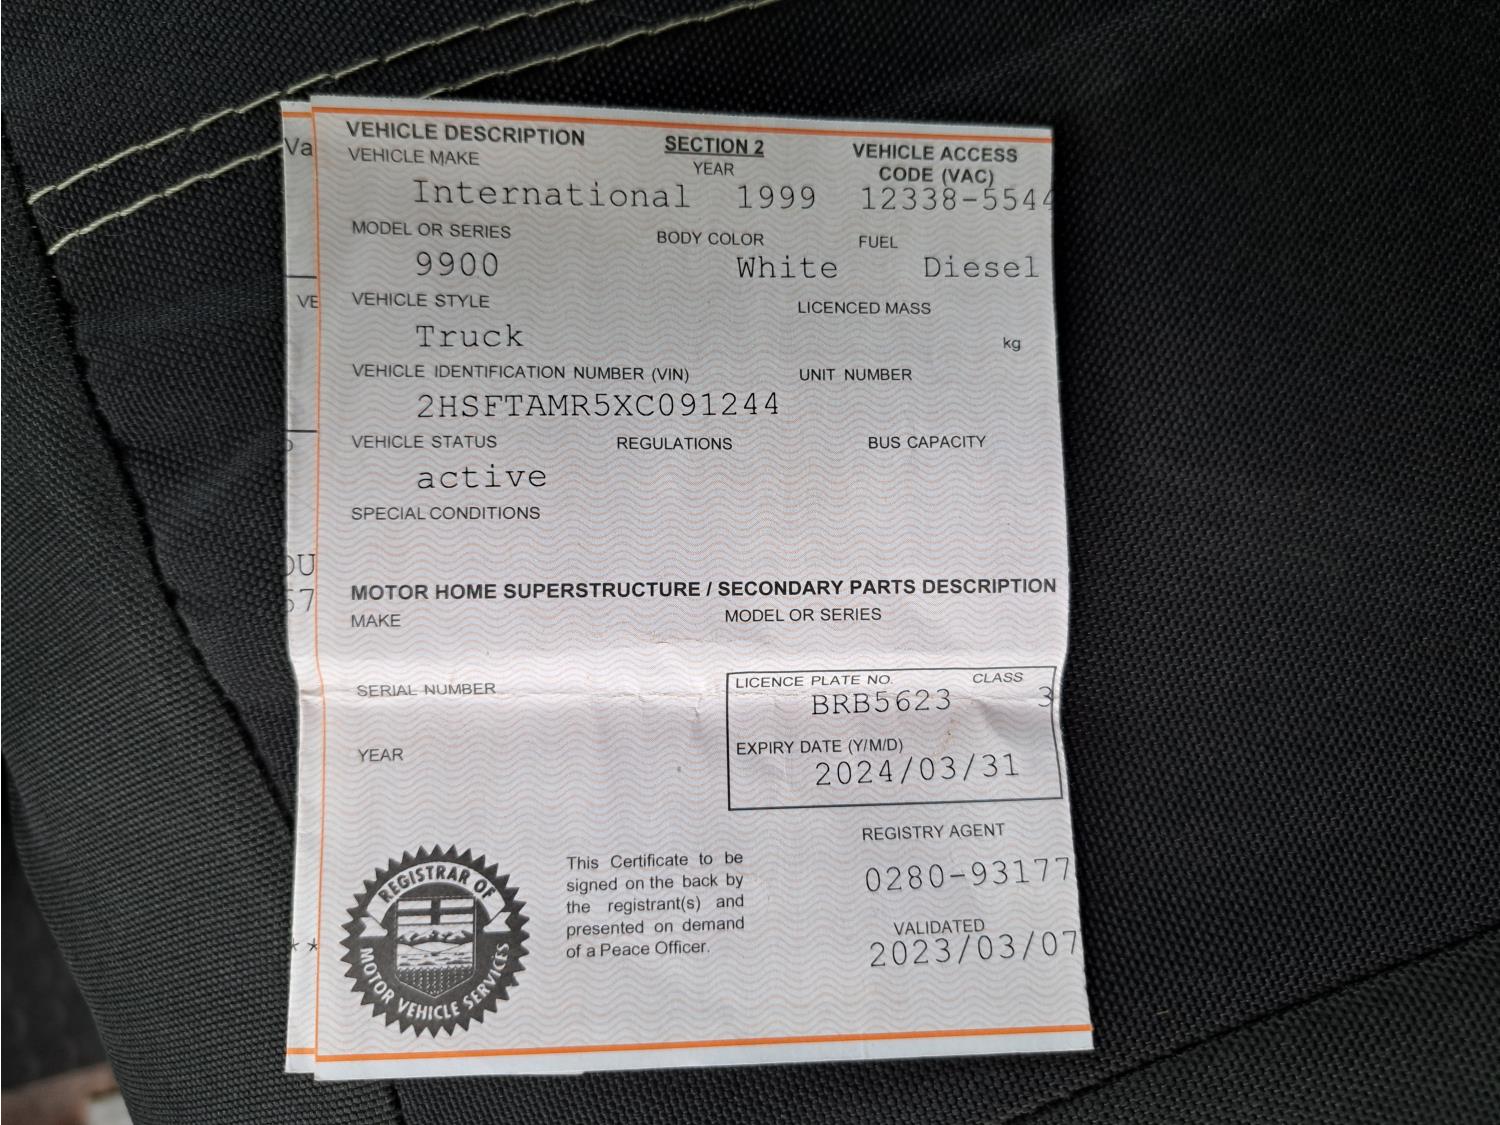 VEHICLE DESCRIPTION SECTION 2 VEHICLE ACCESS
VEHICLE MAKE YEAR CODE (VAC)
International 1999 12338-5544
MODEL OR SERIES BODY COLOR FUEL
9900 White Diesel
VEHICLE STYLE LICENCED MASS
Truck kg
VEHICLE IDENTIFICATION NUMBER (VIN) UNIT NUMBER
2HSFTAMR5XC091244
VEHICLE STATUS REGULATIONS BUS CAPACITY
active
SPECIAL CONDITIONS
MOTOR HOME SUPERSTRUCTURE / SECONDARY PARTS DESCRIPTION
MAKE MODEL OR SERIES
SERIAL NUMBER
YEAR
LICENCE PLATE NO. CLASS
BRB5623 3
EXPIRY DATE (Y/M/D)
2024/03/31
REGISTRY AGENT
0280-93177
VALIDATED
2023/03/07
This Certificate to be
signed on the back by
the registrant(s) and
presented on demand
of a Peace Officer.
REGISTRAR OF
MOTOR VEHICLE SERVICES
Va
VE
67
**